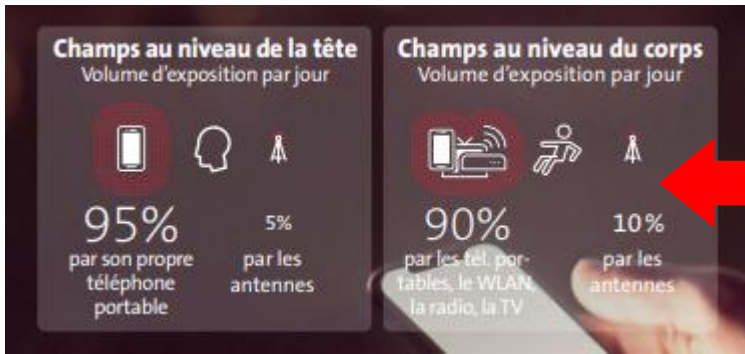 Champs au niveau de la tête
Volume d'exposition par jour
95%
par son propre
téléphone
portable
5%
par les
antennes
Champs au niveau du corps
Volume d'exposition par jour
90%
par les tél. por-
tables, le WLAN,
la radio, la TV
10%
par les
antennes